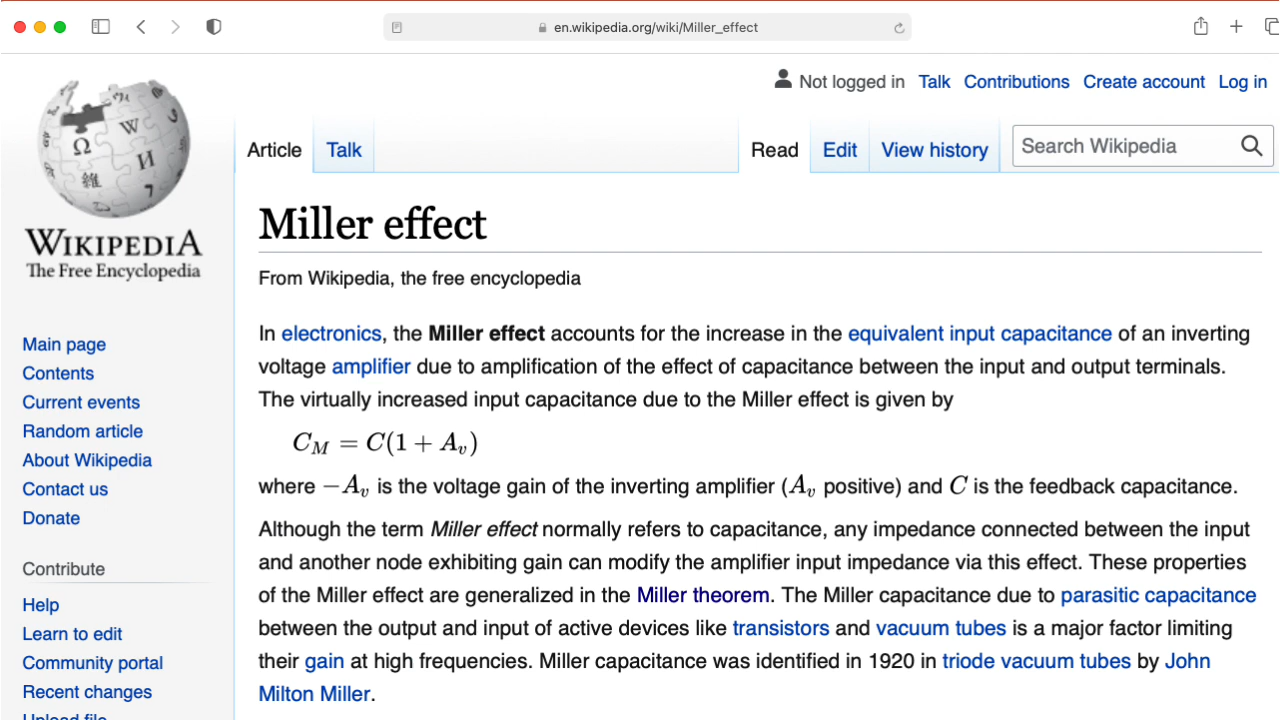 en.wikipedia.org/wiki/Miller_effect
Not logged in Talk Contributions Create account Log in
Article Talk Read Edit View history Search Wikipedia
Ω W И 維 7
WIKIPEDIA
The Free Encyclopedia
Miller effect
From Wikipedia, the free encyclopedia
In electronics, the Miller effect accounts for the increase in the equivalent input capacitance of an inverting
voltage amplifier due to amplification of the effect of capacitance between the input and output terminals.
The virtually increased input capacitance due to the Miller effect is given by
C_M = C(1 + A_v)
where −A_v is the voltage gain of the inverting amplifier (A_v positive) and C is the feedback capacitance.
Although the term Miller effect normally refers to capacitance, any impedance connected between the input
and another node exhibiting gain can modify the amplifier input impedance via this effect. These properties
of the Miller effect are generalized in the Miller theorem. The Miller capacitance due to parasitic capacitance
between the output and input of active devices like transistors and vacuum tubes is a major factor limiting
their gain at high frequencies. Miller capacitance was identified in 1920 in triode vacuum tubes by John
Milton Miller.
Main page
Contents
Current events
Random article
About Wikipedia
Contact us
Donate
Contribute
Help
Learn to edit
Community portal
Recent changes
Upload file